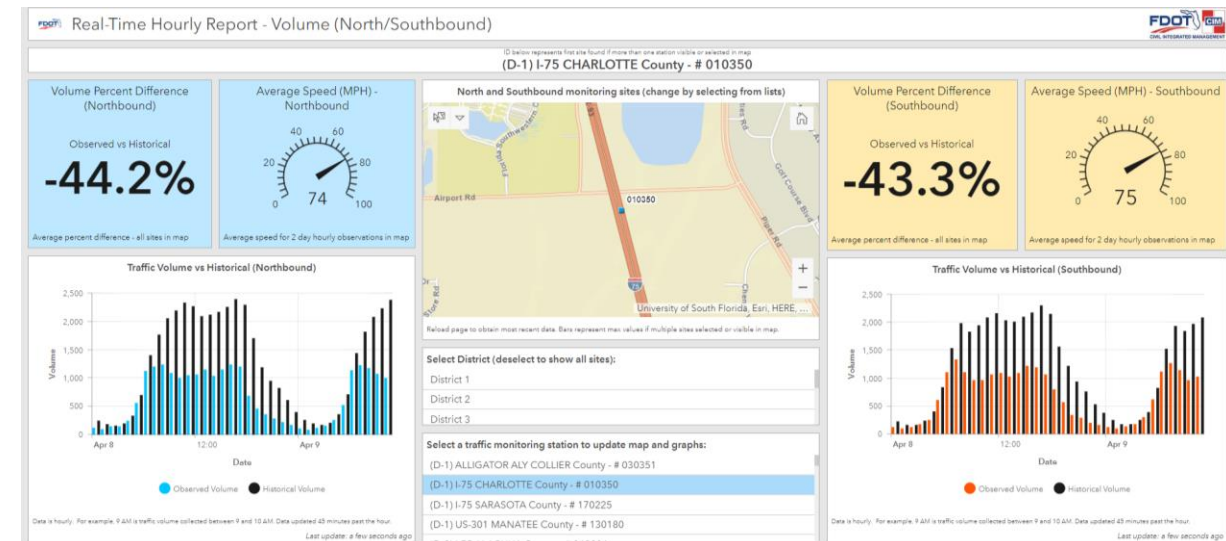 FDOT Real-Time Hourly Report - Volume (North/Southbound)
FDOT CIM
CIVIL INTEGRATED MANAGEMENT
ID below represents first site found if more than one station visible or selected in map
(D-1) I-75 CHARLOTTE County - # 010350
Volume Percent Difference
(Northbound)
Observed vs Historical
-44.2%
Average percent difference - all sites in map
Average Speed (MPH) -
Northbound
0 20 40 60 80 100
74
Average speed for 2 day hourly observations in map
North and Southbound monitoring sites (change by selecting from lists)
Airport Rd
010350
Golf Course Blvd
Piper Rd
75
+
−
University of South Florida, Esri, HERE, ...
Reload page to obtain most recent data. Bars represent max values if multiple sites selected or visible in map.
Volume Percent Difference
(Southbound)
Observed vs Historical
-43.3%
Average percent difference - all sites in map
Average Speed (MPH) - Southbound
0 20 40 60 80 100
75
Average speed for 2 day hourly observations in map
Traffic Volume vs Historical (Northbound)
Volume
2,500
2,000
1,500
1,000
500
0
Apr 8 12:00 Apr 9
Date
Observed Volume Historical Volume
Data is hourly. For example, 9 AM is traffic volume collected between 9 and 10 AM. Data updated 45 minutes past the hour.
Last update: a few seconds ago
Select District (deselect to show all sites):
District 1
District 2
District 3
Select a traffic monitoring station to update map and graphs:
(D-1) ALLIGATOR ALY COLLIER County - # 030351
(D-1) I-75 CHARLOTTE County - # 010350
(D-1) I-75 SARASOTA County - # 170225
(D-1) US-301 MANATEE County - # 130180
Traffic Volume vs Historical (Southbound)
Volume
2,500
2,000
1,500
1,000
500
0
Apr 8 12:00 Apr 9
Date
Observed Volume Historical Volume
Data is hourly. For example, 9 AM is traffic volume collected between 9 and 10 AM. Data updated 45 minutes past the hour.
Last update: a few seconds ago